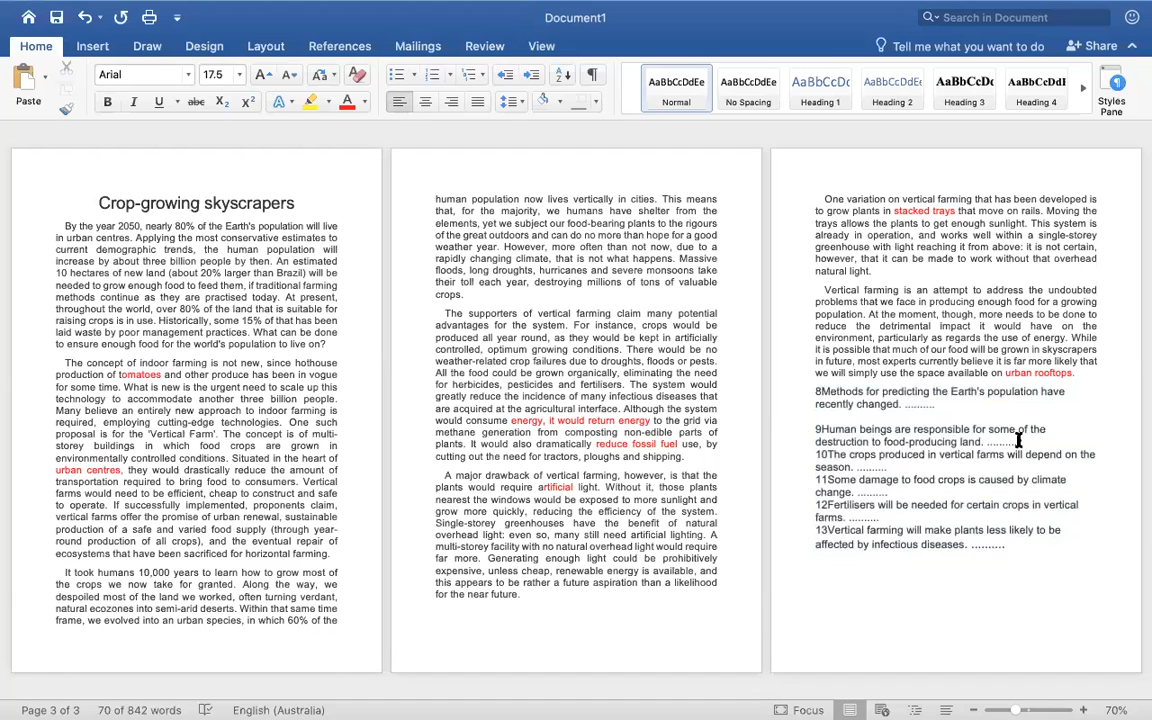 Document1
Search in Document
Home Insert Draw Design Layout References Mailings Review View Tell me what you want to do Share
Paste Arial 17.5 AaBbCcDdEe AaBbCcDdEe AaBbCcDc AaBbCcDdEe AaBbCcDc AaBbCcDdI
Normal No Spacing Heading 1 Heading 2 Heading 3 Heading 4 Styles Pane
Crop-growing skyscrapers
By the year 2050, nearly 80% of the Earth's population will live
in urban centres. Applying the most conservative estimates to
current demographic trends, the human population will
increase by about three billion people by then. An estimated
10 hectares of new land (about 20% larger than Brazil) will be
needed to grow enough food to feed them, if traditional farming
methods continue as they are practised today. At present,
throughout the world, over 80% of the land that is suitable for
raising crops is in use. Historically, some 15% of that has been
laid waste by poor management practices. What can be done
to ensure enough food for the world's population to live on?
The concept of indoor farming is not new, since hothouse
production of tomatoes and other produce has been in vogue
for some time. What is new is the urgent need to scale up this
technology to accommodate another three billion people.
Many believe an entirely new approach to indoor farming is
required, employing cutting-edge technologies. One such
proposal is for the 'Vertical Farm'. The concept is of multi-
storey buildings in which food crops are grown in
environmentally controlled conditions. Situated in the heart of
urban centres, they would drastically reduce the amount of
transportation required to bring food to consumers. Vertical
farms would need to be efficient, cheap to construct and safe
to operate. If successfully implemented, proponents claim,
vertical farms offer the promise of urban renewal, sustainable
production of a safe and varied food supply (through year-
round production of all crops), and the eventual repair of
ecosystems that have been sacrificed for horizontal farming.
It took humans 10,000 years to learn how to grow most of
the crops we now take for granted. Along the way, we
despoiled most of the land we worked, often turning verdant,
natural ecozones into semi-arid deserts. Within that same time
frame, we evolved into an urban species, in which 60% of the
human population now lives vertically in cities. This means
that, for the majority, we humans have shelter from the
elements, yet we subject our food-bearing plants to the rigours
of the great outdoors and can do no more than hope for a good
weather year. However, more often than not now, due to a
rapidly changing climate, that is not what happens. Massive
floods, long droughts, hurricanes and severe monsoons take
their toll each year, destroying millions of tons of valuable
crops.
The supporters of vertical farming claim many potential
advantages for the system. For instance, crops would be
produced all year round, as they would be kept in artificially
controlled, optimum growing conditions. There would be no
weather-related crop failures due to droughts, floods or pests.
All the food could be grown organically, eliminating the need
for herbicides, pesticides and fertilisers. The system would
greatly reduce the incidence of many infectious diseases that
are acquired at the agricultural interface. Although the system
would consume energy, it would return energy to the grid via
methane generation from composting non-edible parts of
plants. It would also dramatically reduce fossil fuel use, by
cutting out the need for tractors, ploughs and shipping.
A major drawback of vertical farming, however, is that the
plants would require artificial light. Without it, those plants
nearest the windows would be exposed to more sunlight and
grow more quickly, reducing the efficiency of the system.
Single-storey greenhouses have the benefit of natural
overhead light: even so, many still need artificial lighting. A
multi-storey facility with no natural overhead light would require
far more. Generating enough light could be prohibitively
expensive, unless cheap, renewable energy is available, and
this appears to be rather a future aspiration than a likelihood
for the near future.
One variation on vertical farming that has been developed is
to grow plants in stacked trays that move on rails. Moving the
trays allows the plants to get enough sunlight. This system is
already in operation, and works well within a single-storey
greenhouse with light reaching it from above: it is not certain,
however, that it can be made to work without that overhead
natural light.
Vertical farming is an attempt to address the undoubted
problems that we face in producing enough food for a growing
population. At the moment, though, more needs to be done to
reduce the detrimental impact it would have on the
environment, particularly as regards the use of energy. While
it is possible that much of our food will be grown in skyscrapers
in future, most experts currently believe it is far more likely that
we will simply use the space available on urban rooftops.
8Methods for predicting the Earth's population have
recently changed. ..........
9Human beings are responsible for some of the
destruction to food-producing land. ..........
10The crops produced in vertical farms will depend on the
season. ..........
11Some damage to food crops is caused by climate
change. ..........
12Fertilisers will be needed for certain crops in vertical
farms. ..........
13Vertical farming will make plants less likely to be
affected by infectious diseases. ..........
Page 3 of 3 70 of 842 words English (Australia) Focus 70%